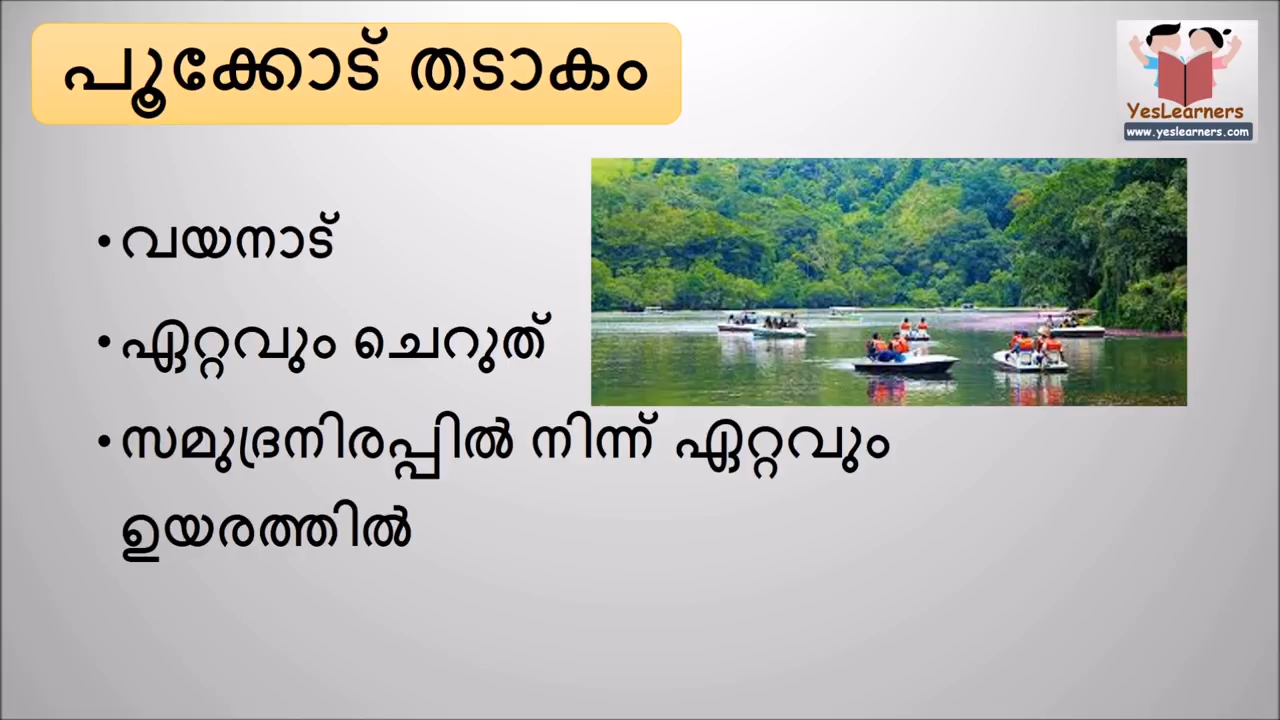 പൂക്കോട് തടാകം
YesLearners
www.yeslearners.com
•വയനാട്
•ഏറ്റവും ചെറുത്
•സമുദ്രനിരപ്പിൽ നിന്ന് ഏറ്റവും
ഉയരത്തിൽ